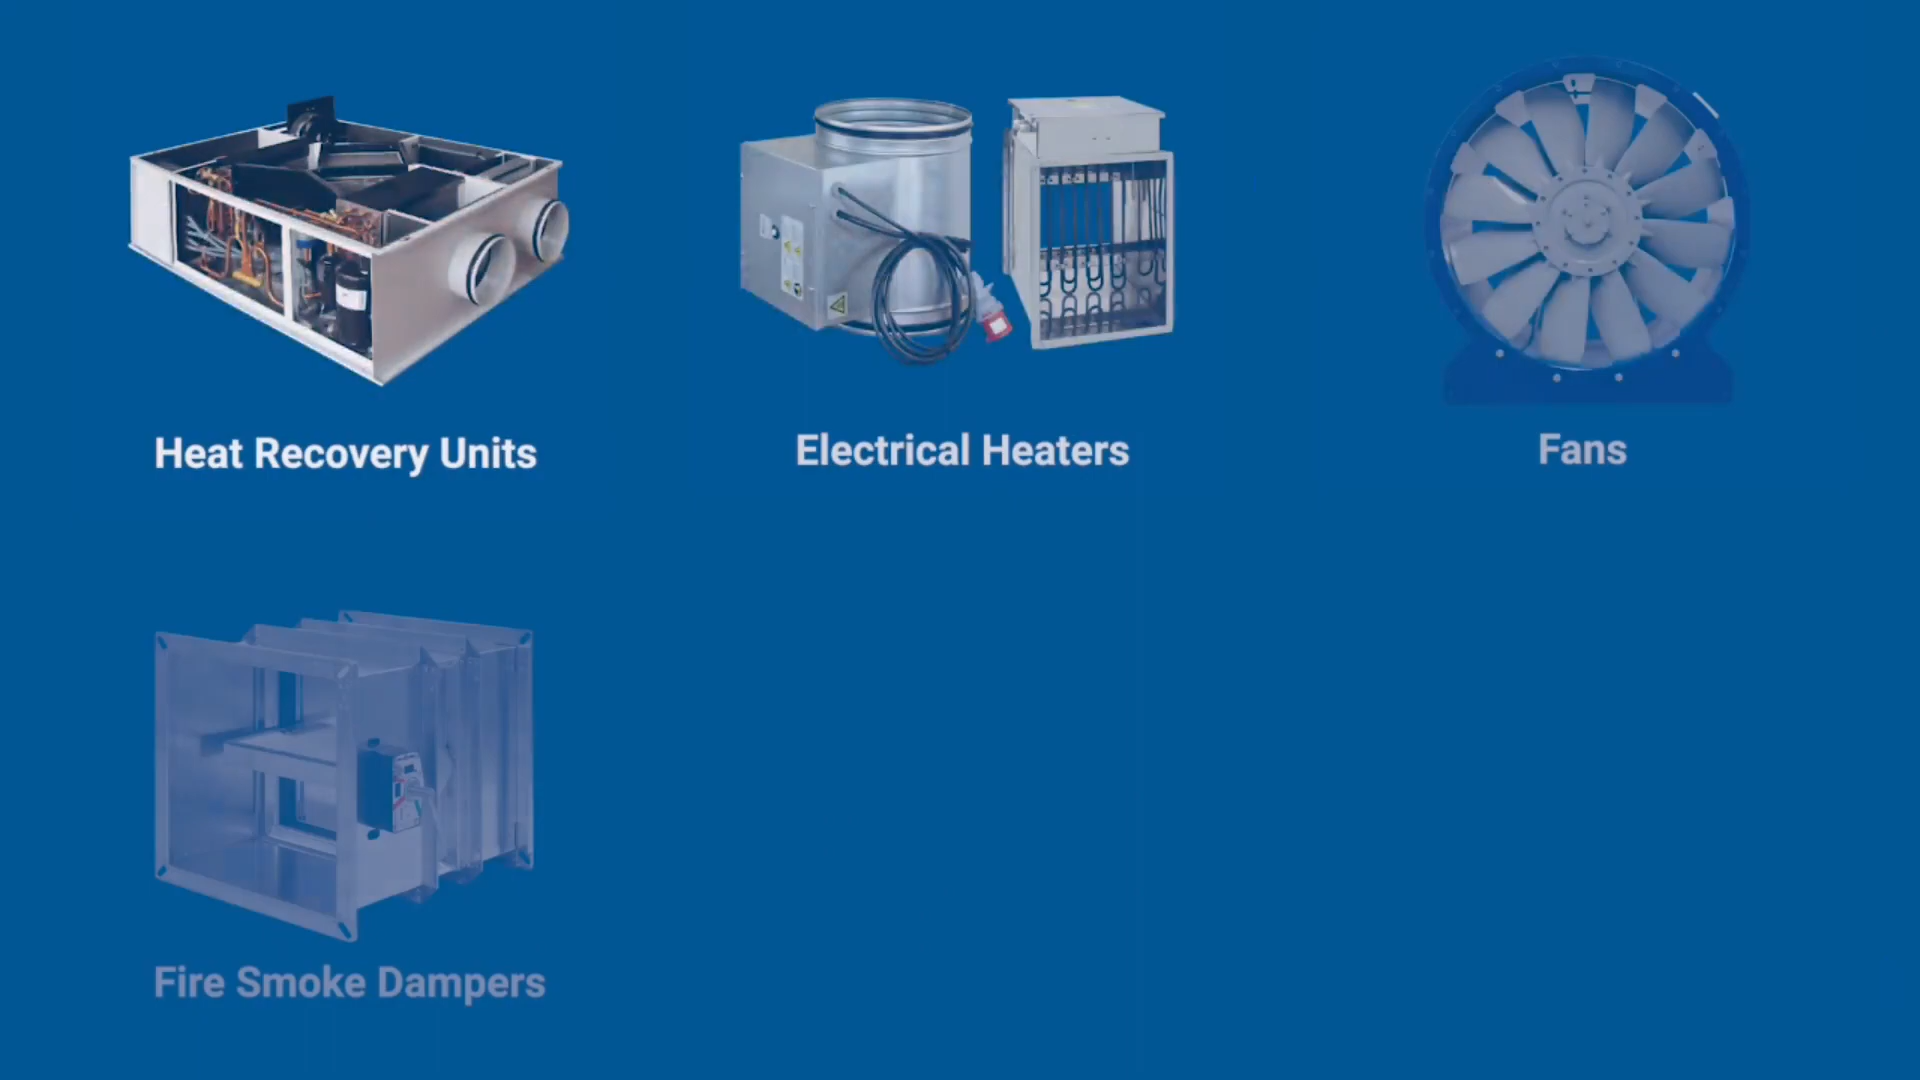 Heat Recovery Units
Electrical Heaters
Fans
Fire Smoke Dampers